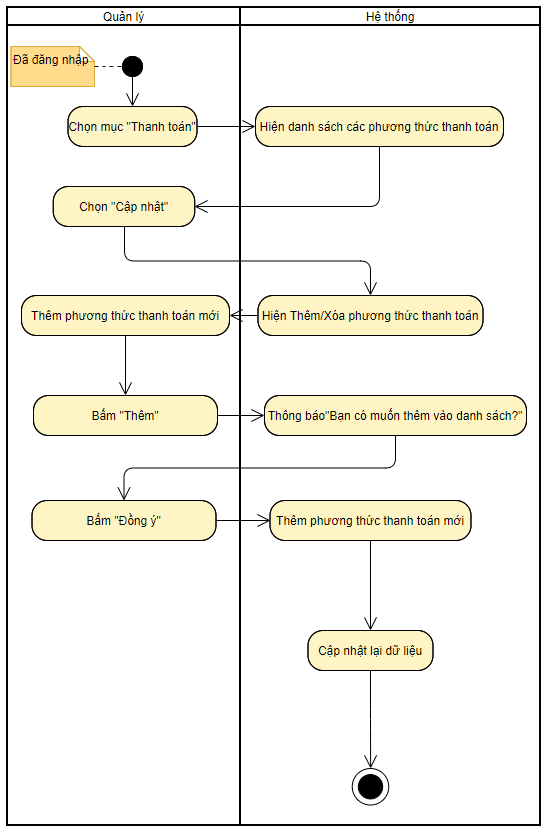 Quản lý
Hệ thống
Đã đăng nhập
Chọn mục "Thanh toán"
Hiện danh sách các phương thức thanh toán
Chọn "Cập nhật"
Thêm phương thức thanh toán mới
Hiện Thêm/Xóa phương thức thanh toán
Bấm "Thêm"
Thông báo"Bạn có muốn thêm vào danh sách?"
Bấm "Đồng ý"
Thêm phương thức thanh toán mới
Cập nhật lại dữ liệu